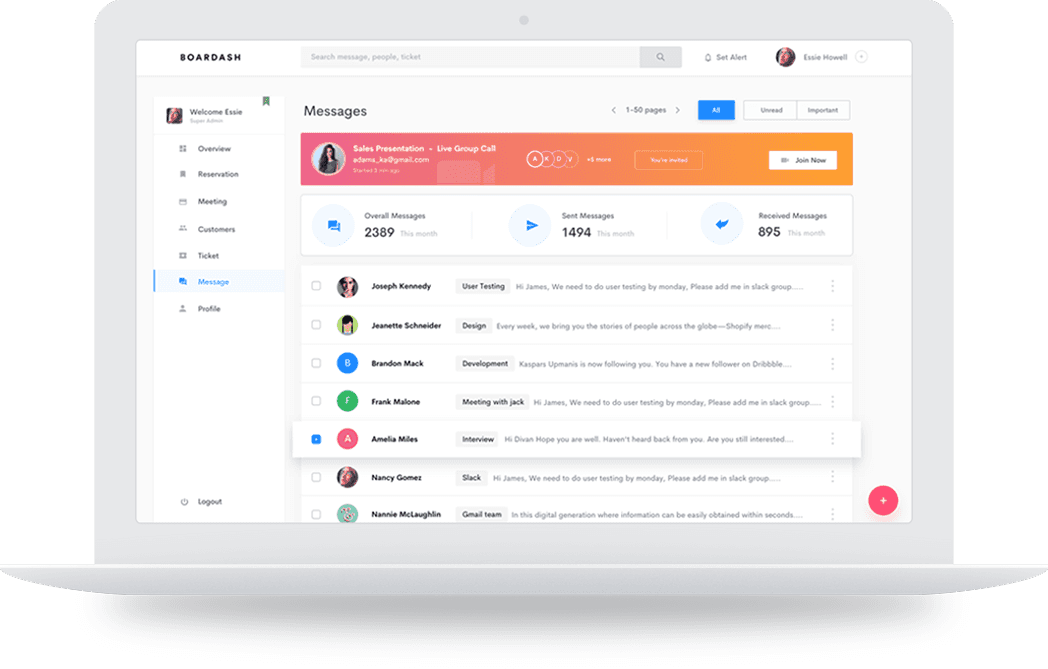 BOARDASH
Search message, people, ticket
Set Alert
Essie Howell
Welcome Essie
Super Admin
Overview
Reservation
Meeting
Customers
Ticket
Message
Profile
Logout
Messages
1-50 pages
All
Unread
Important
Sales Presentation - Live Group Call
adams_ka@gmail.com
Started 3 min ago
A K D V
+6 more
You're invited
Join Now
Overall Messages
2389 This month
Sent Messages
1494 This month
Received Messages
895 This month
Joseph Kennedy User Testing Hi James, We need to do user testing by monday, Please add me in slack group.....
Jeanette Schneider Design Every week, we bring you the stories of people across the globe—Shopify merc....
B Brandon Mack Development Kaspars Upmanis is now following you. You have a new follower on Dribbble....
F Frank Malone Meeting with jack Hi James, We need to do user testing by monday, Please add me in slack group.....
A Amelia Miles Interview Hi Divan Hope you are well. Haven't heard back from you. Are you still interested....
Nancy Gomez Slack Hi James, We need to do user testing by monday, Please add me in slack group.....
Nannie McLaughlin Gmail team In this digital generation where information can be easily obtained within seconds....